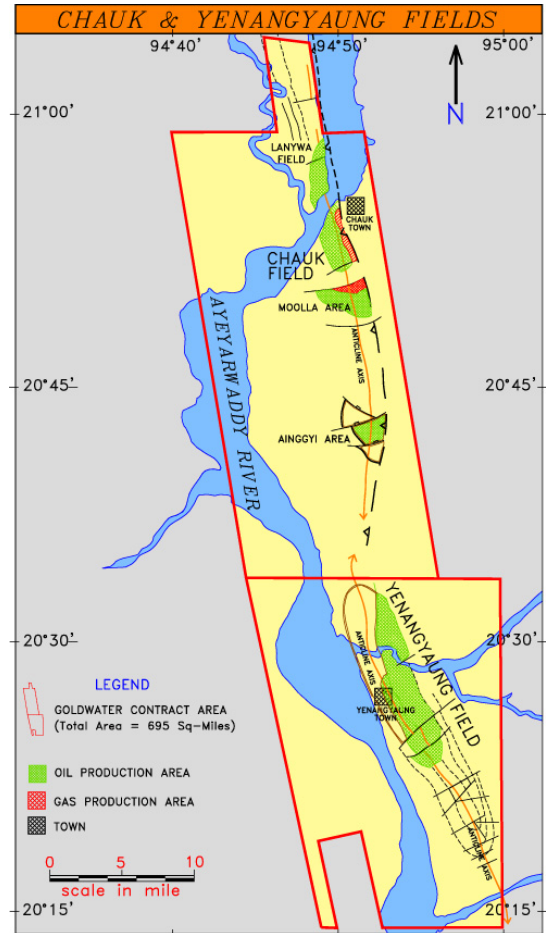 CHAUK & YENANGYAUNG FIELDS
94°40'
94°50'
95°00'
21°00'
21°00'
N
LANYWA
FIELD
CHAUK
TOWN
CHAUK
FIELD
MOOLLA AREA
ANTICLINE AXIS
AYEYARWADDY RIVER
20°45'
20°45'
AINGGYI AREA
YENANGYAUNG FIELD
20°30'
20°30'
ANTICLINE AXIS
YENANGYAUNG
TOWN
ANTICLINE AXIS
LEGEND
GOLDWATER CONTRACT AREA
(Total Area = 695 Sq-Miles)
OIL PRODUCTION AREA
GAS PRODUCTION AREA
TOWN
0 5 10
scale in mile
20°15'
20°15'